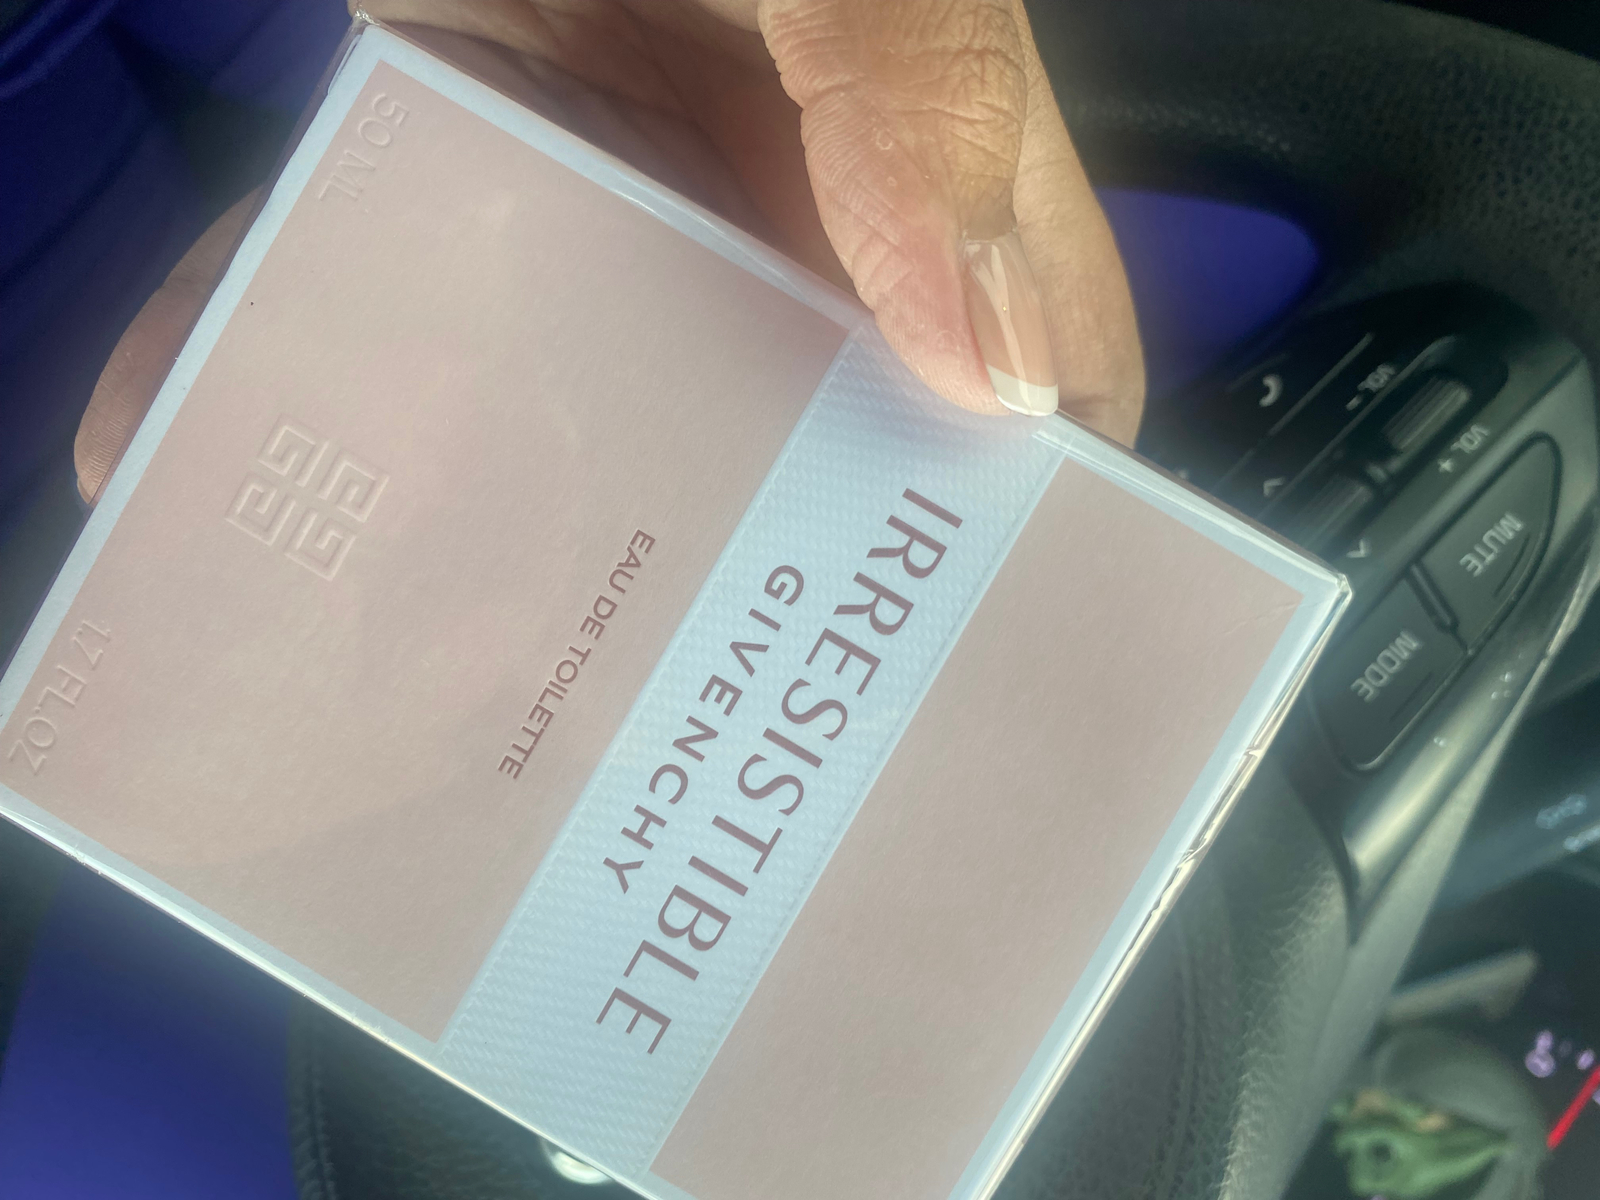 IRRESISTIBLE
GIVENCHY
EAU DE TOILETTE
50 ML
1.7 FL.OZ
VOL -
VOL +
MUTE
MODE